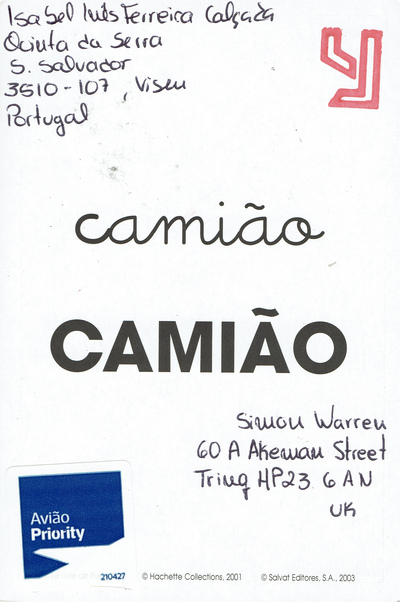 Isabel Inês Ferreira Calçada
Quinta da Serra
S. Salvador
3510-107, Viseu
Portugal
Y
camião
CAMIÃO
Simon Warren
60 A Akeman Street
Tring HP23 6AN
UK
Avião
Priority
210427
© Hachette Collections, 2001 © Salvat Editores, S.A., 2003